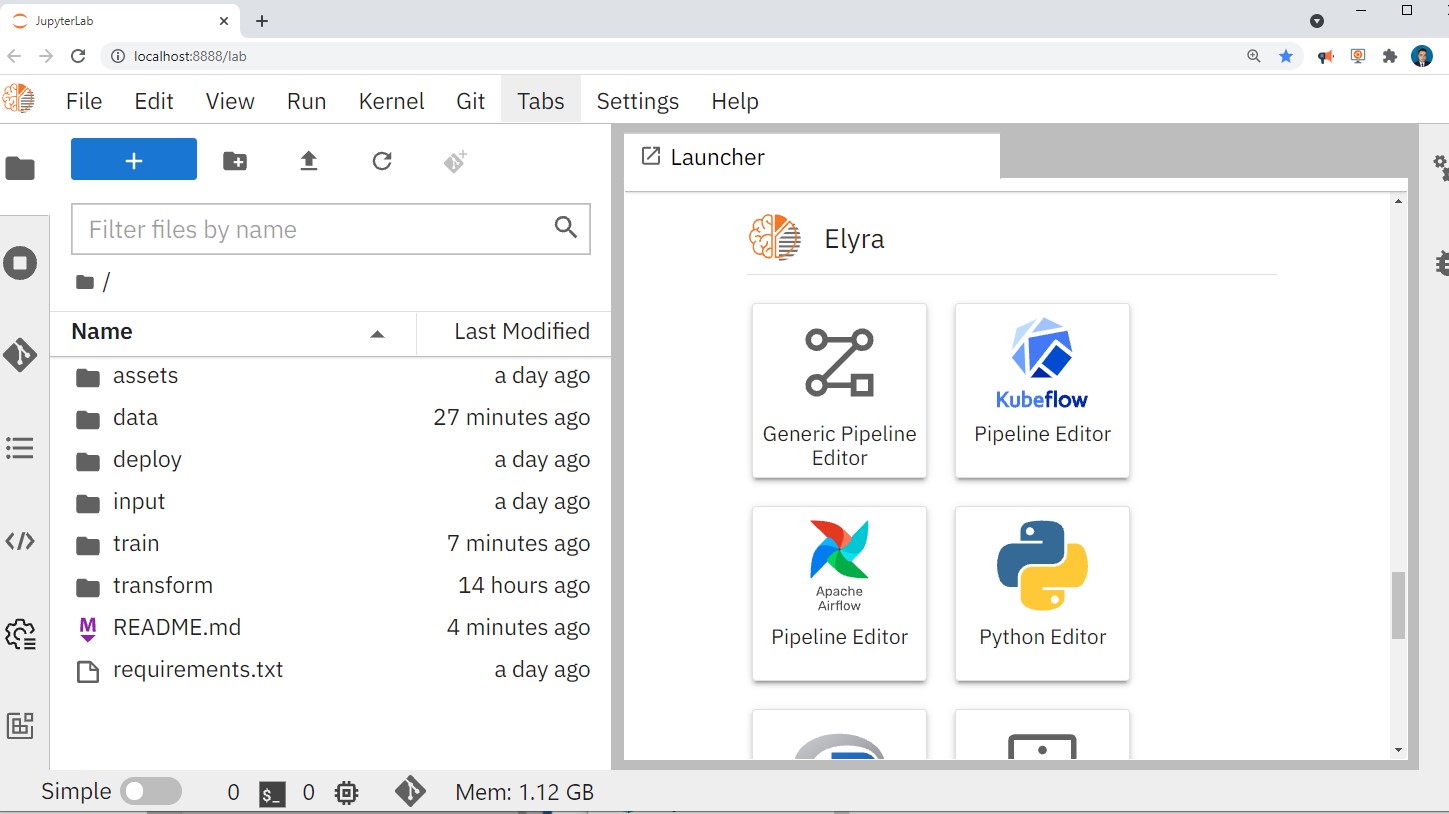 JupyterLab
localhost:8888/lab
File Edit View Run Kernel Git Tabs Settings Help
Filter files by name
/
Name Last Modified
assets a day ago
data 27 minutes ago
deploy a day ago
input a day ago
train 7 minutes ago
transform 14 hours ago
README.md 4 minutes ago
requirements.txt a day ago
Launcher
Elyra
Generic Pipeline
Editor
Kubeflow
Pipeline Editor
Apache
Airflow
Pipeline Editor
Python Editor
Simple 0 $_ 0 Mem: 1.12 GB